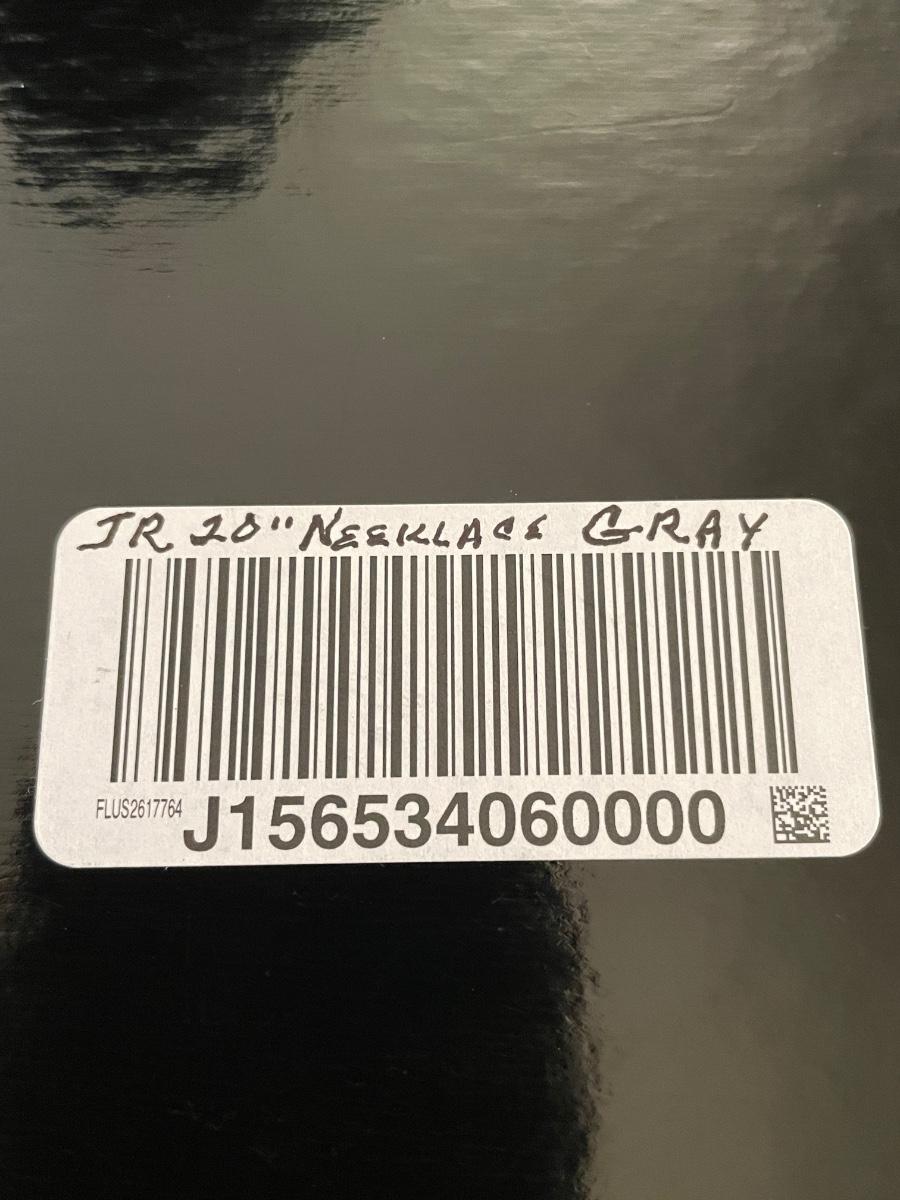 JR 20" NECKLACE GRAY
FLUS2617764 J156534060000